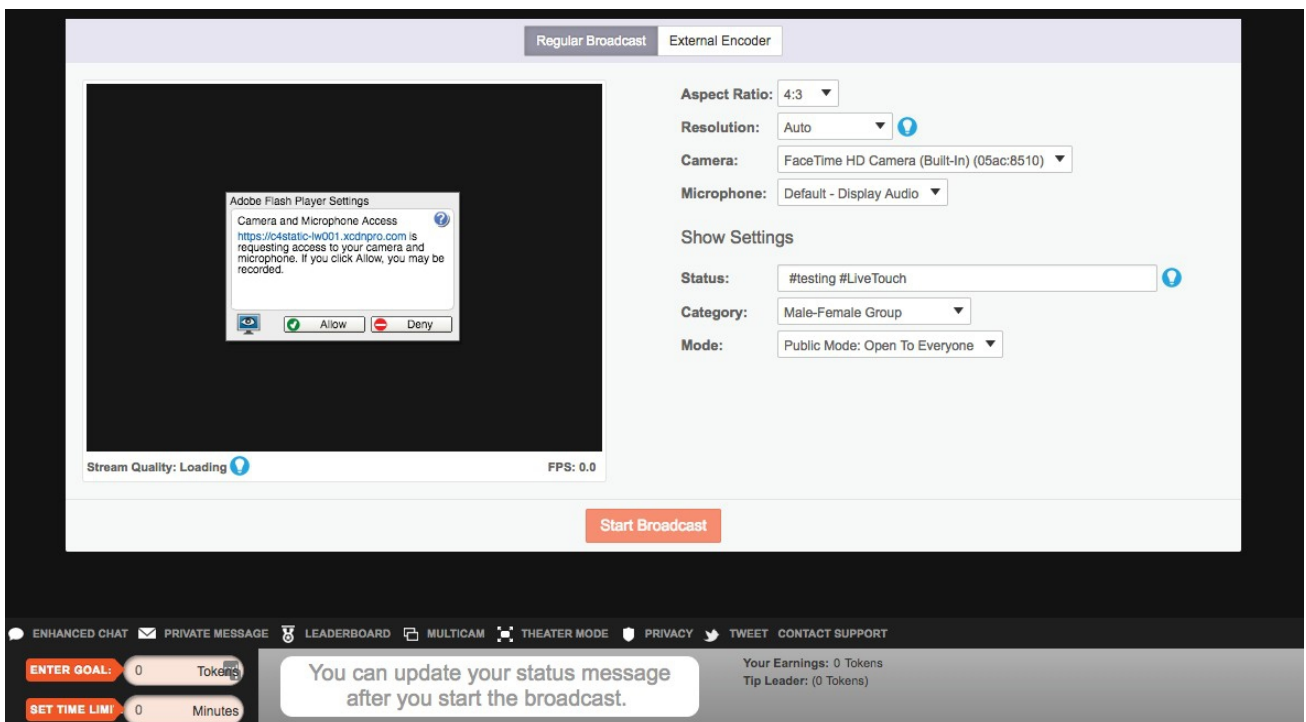 Regular Broadcast
External Encoder
Aspect Ratio: 4:3
Resolution: Auto
Camera: FaceTime HD Camera (Built-In) (05ac:8510)
Microphone: Default - Display Audio
Show Settings
Status: #testing #LiveTouch
Category: Male-Female Group
Mode: Public Mode: Open To Everyone
Adobe Flash Player Settings
Camera and Microphone Access
https://c4static-lw001.xcdnpro.com is
requesting access to your camera and
microphone. If you click Allow, you may be
recorded.
Allow
Deny
Stream Quality: Loading
FPS: 0.0
Start Broadcast
ENHANCED CHAT PRIVATE MESSAGE LEADERBOARD MULTICAM THEATER MODE PRIVACY TWEET CONTACT SUPPORT
ENTER GOAL: 0 Tokens
SET TIME LIMI 0 Minutes
You can update your status message
after you start the broadcast.
Your Earnings: 0 Tokens
Tip Leader: (0 Tokens)